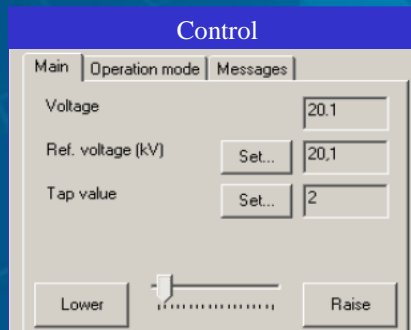 Control
Main Operation mode Messages
Voltage 20.1
Ref. voltage (kV) Set... 20,1
Tap value Set... 2
Lower Raise